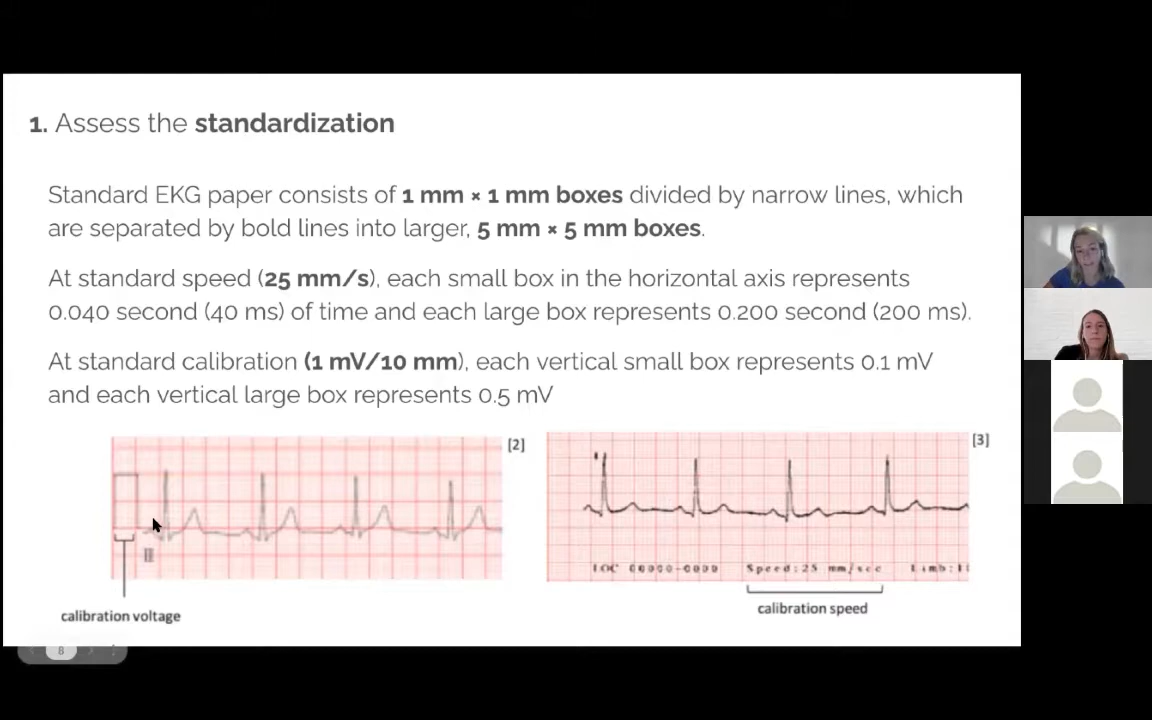 1. Assess the standardization
Standard EKG paper consists of 1 mm × 1 mm boxes divided by narrow lines, which
are separated by bold lines into larger, 5 mm × 5 mm boxes.
At standard speed (25 mm/s), each small box in the horizontal axis represents
0.040 second (40 ms) of time and each large box represents 0.200 second (200 ms).
At standard calibration (1 mV/10 mm), each vertical small box represents 0.1 mV
and each vertical large box represents 0.5 mV
[2]
[3]
LOC 00000-0000 Speed:25 mm/sec Limb:1
calibration voltage
calibration speed
8